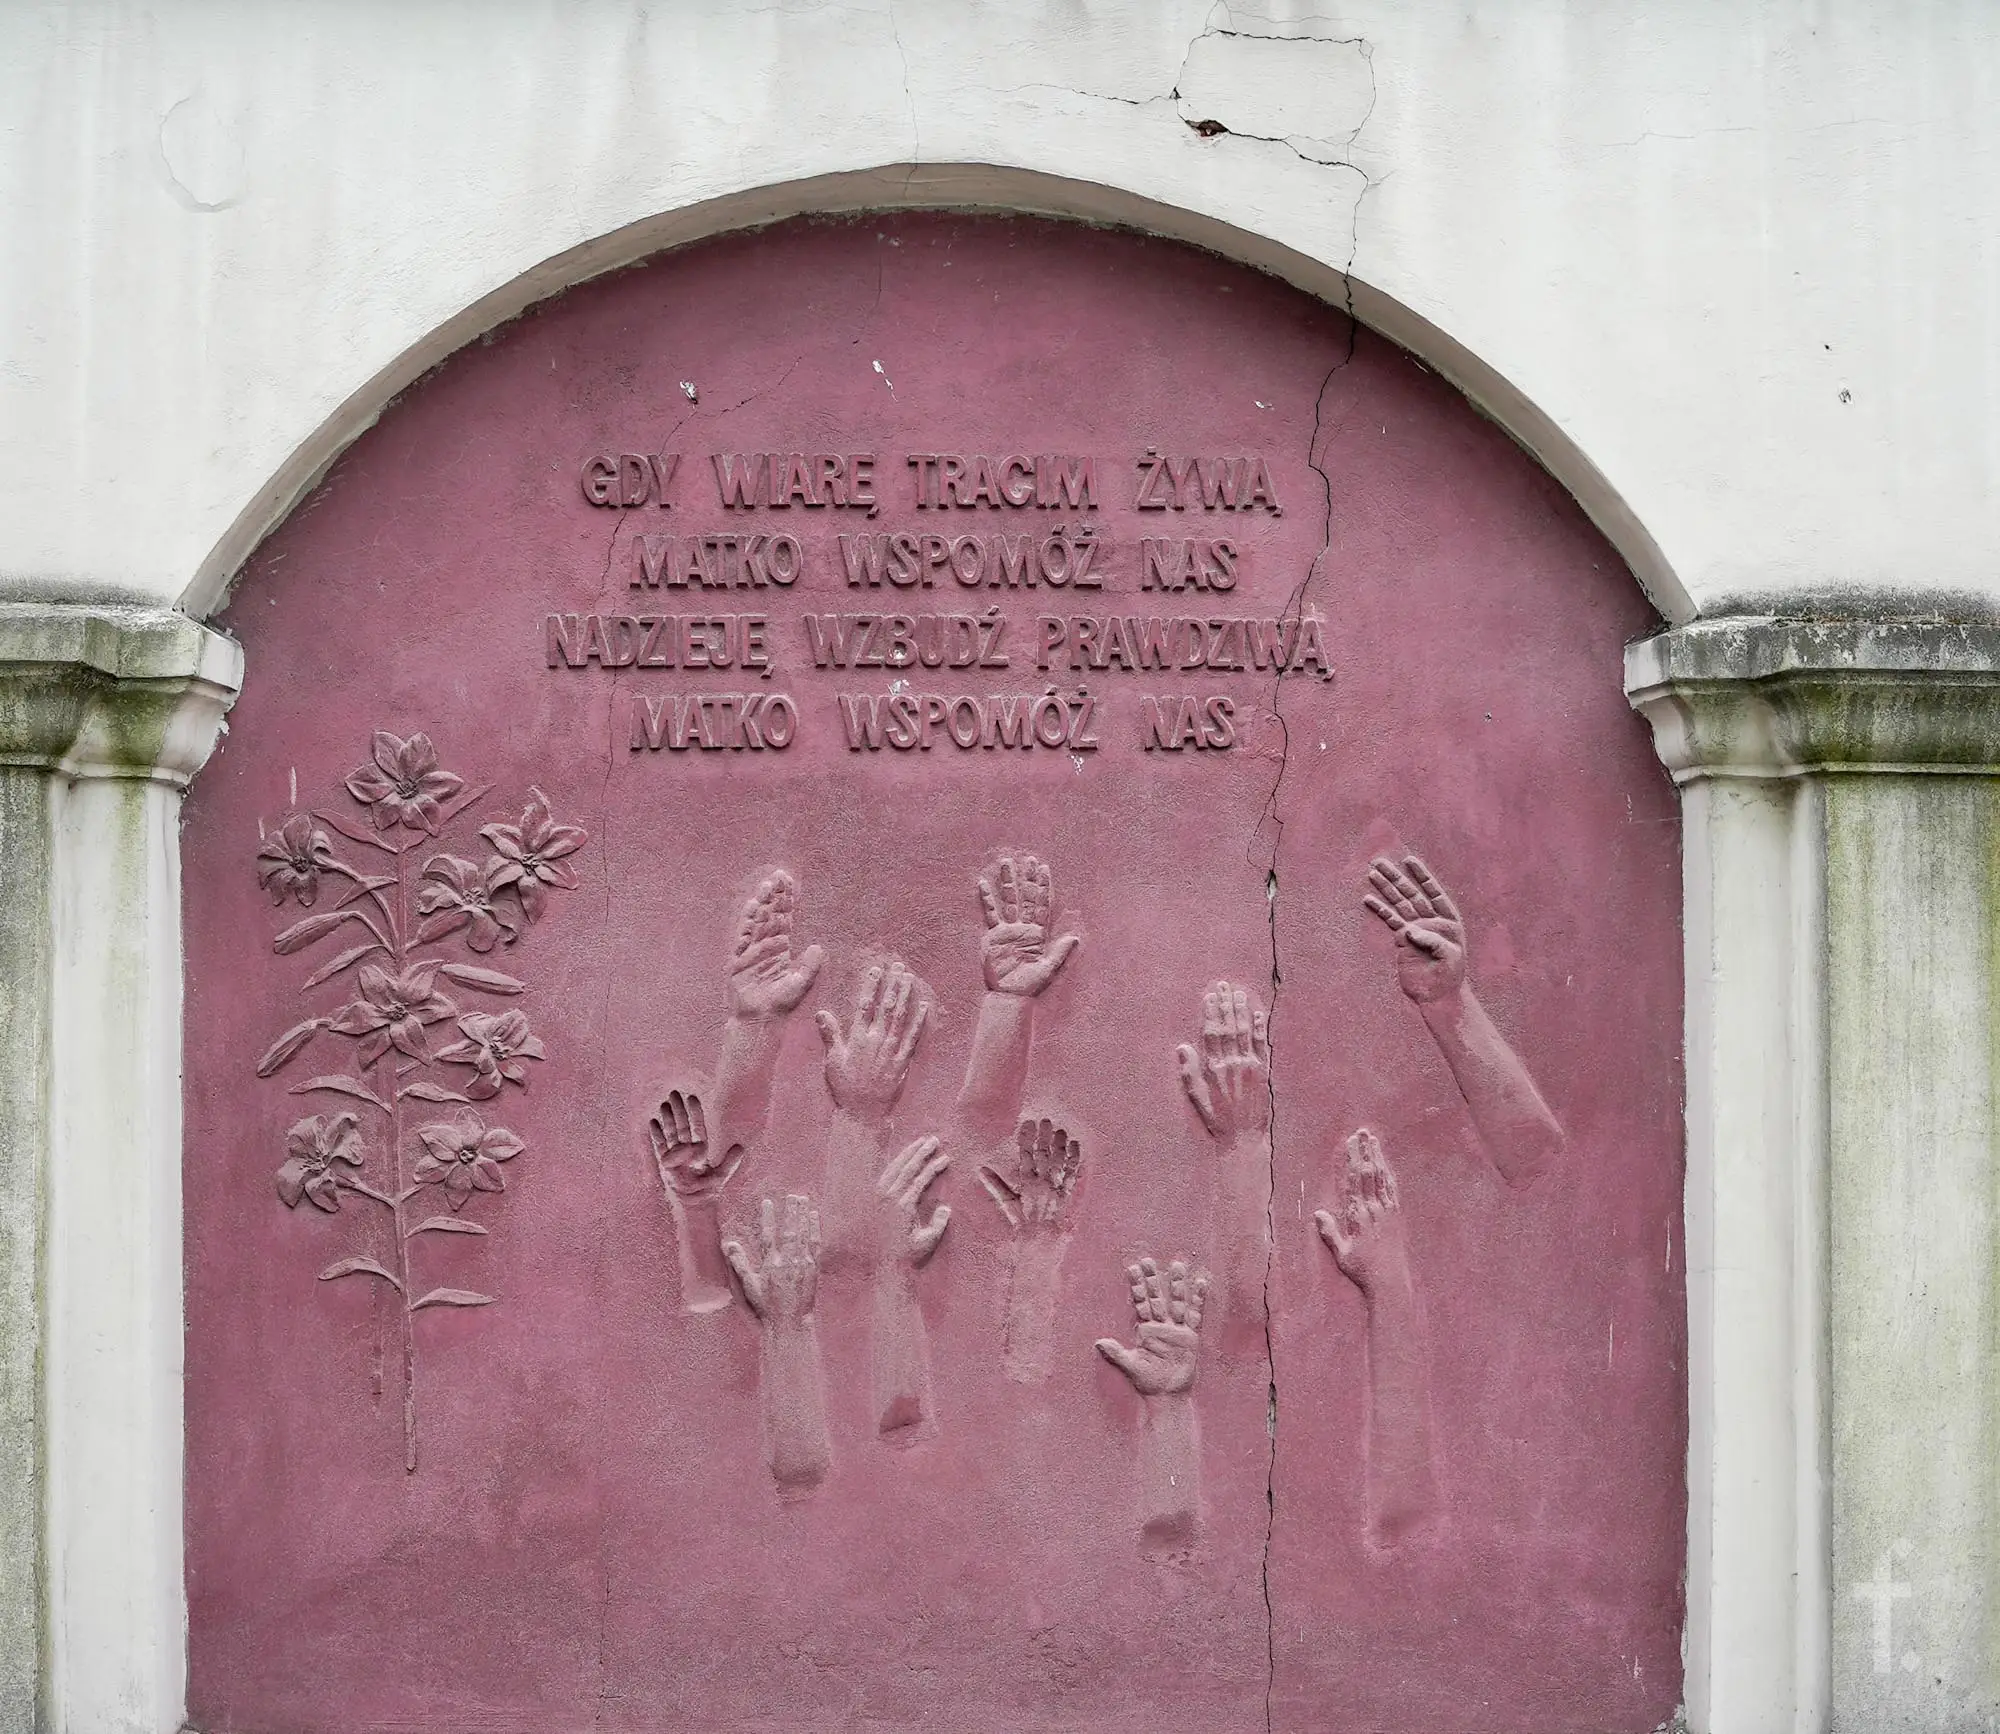 GDY WIARĘ TRACIM ŻYWĄ
MATKO WSPOMÓŻ NAS
NADZIEJĘ WZBUDŹ PRAWDZIWĄ
MATKO WSPOMÓŻ NAS
f.